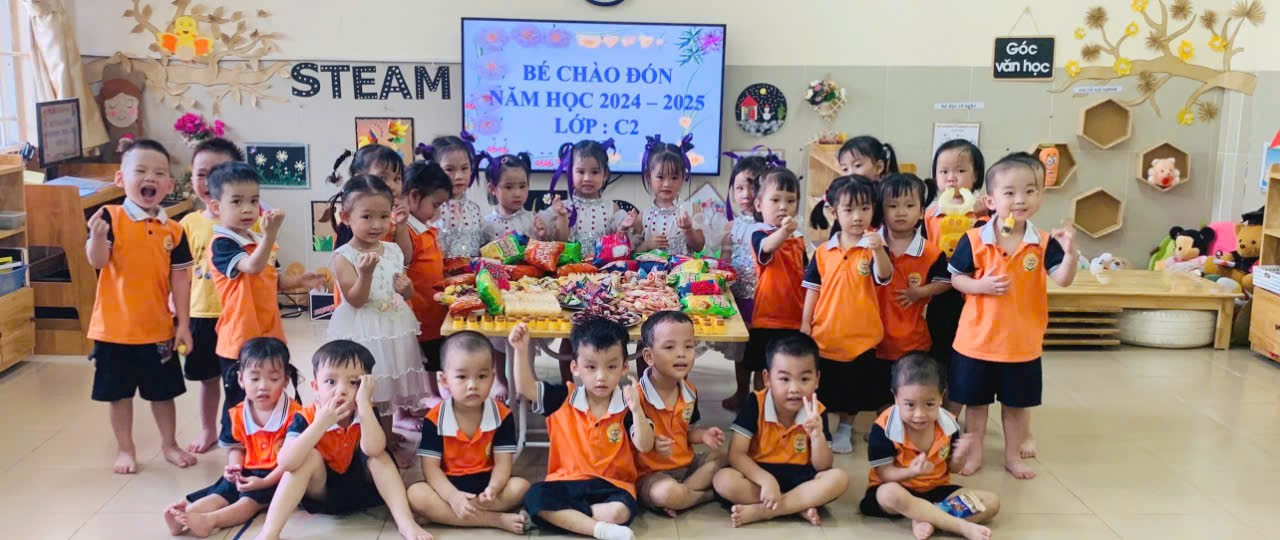 STEAM
BÉ CHÀO ĐÓN
NĂM HỌC 2024 – 2025
LỚP : C2
Góc
văn học